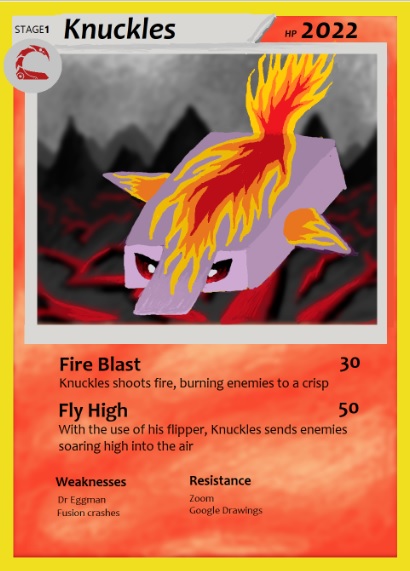 STAGE1 Knuckles HP 2022
Fire Blast 30
Knuckles shoots fire, burning enemies to a crisp
Fly High 50
With the use of his flipper, Knuckles sends enemies
soaring high into the air
Weaknesses Resistance
Dr Eggman Zoom
Fusion crashes Google Drawings